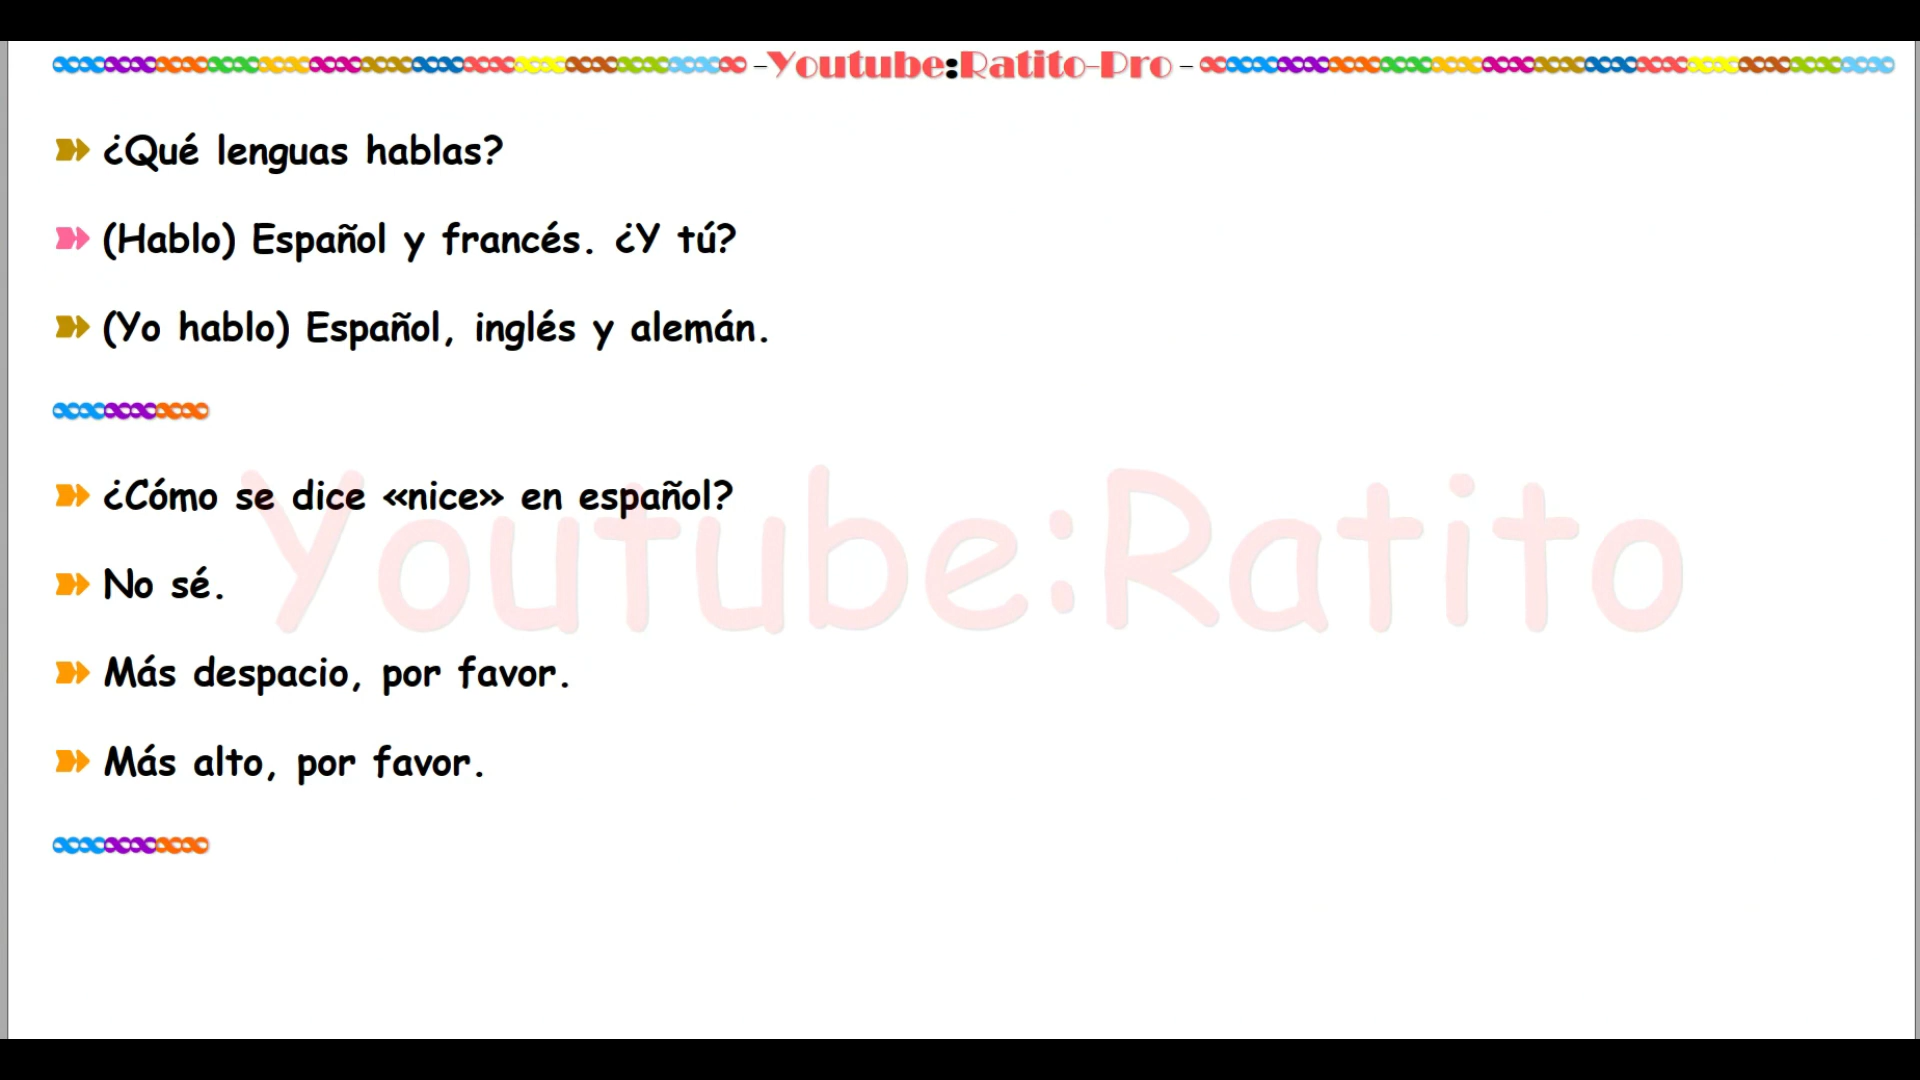 -Youtube:Ratito-Pro -
¿Qué lenguas hablas?
(Hablo) Español y francés. ¿Y tú?
(Yo hablo) Español, inglés y alemán.
¿Cómo se dice «nice» en español?
No sé.
Más despacio, por favor.
Más alto, por favor.
Youtube:Ratito